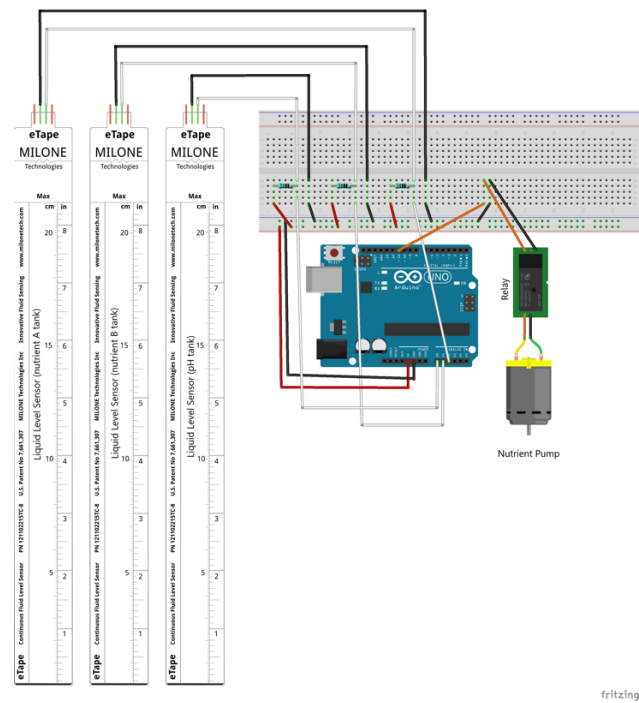 eTape
MILONE
Technologies
Max
cm in
20
8
7
15
6
5
10
4
3
5
2
1
www.milonetech.com
Innovative Fluid Sensing
MILONE Technologies Inc
U.S. Patent No 7,661,307
PN 121102215TC-8
Continuous Fluid Level Sensor
eTape
Liquid Level Sensor (nutrient A tank)
eTape
MILONE
Technologies
Max
cm in
20
8
7
15
6
5
10
4
3
5
2
1
www.milonetech.com
Innovative Fluid Sensing
MILONE Technologies Inc
U.S. Patent No 7,661,307
PN 121102215TC-8
Continuous Fluid Level Sensor
eTape
Liquid Level Sensor (nutrient B tank)
eTape
MILONE
Technologies
Max
cm in
20
8
7
15
6
5
10
4
3
5
2
1
www.milonetech.com
Innovative Fluid Sensing
MILONE Technologies Inc
U.S. Patent No 7,661,307
PN 121102215TC-8
Continuous Fluid Level Sensor
eTape
Liquid Level Sensor (pH tank)
RESET
UNO
Arduino
Relay
Nutrient Pump
fritzing